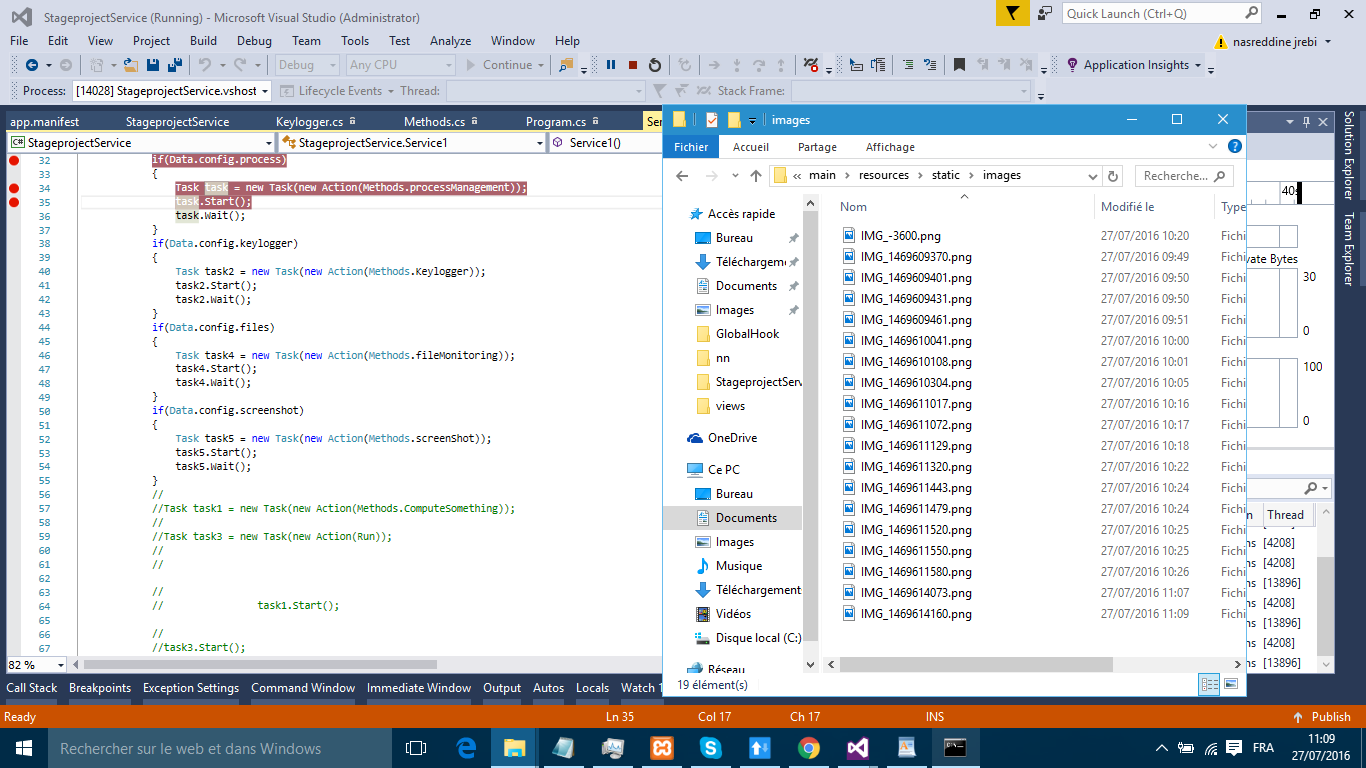 StageprojectService (Running) - Microsoft Visual Studio (Administrator)
Quick Launch (Ctrl+Q)
File Edit View Project Build Debug Team Tools Test Analyze Window Help
nasreddine jrebi
Debug Any CPU Continue Application Insights
Process: [14028] StageprojectService.vshost Lifecycle Events Thread: Stack Frame:
app.manifest StageprojectService Keylogger.cs Methods.cs Program.cs Ser
StageprojectService StageprojectService.Service1 Service1()
32 if(Data.config.process)
33 {
34 Task task = new Task(new Action(Methods.processManagement));
35 task.Start();
36 task.Wait();
37 }
38 if(Data.config.keylogger)
39 {
40 Task task2 = new Task(new Action(Methods.Keylogger));
41 task2.Start();
42 task2.Wait();
43 }
44 if(Data.config.files)
45 {
46 Task task4 = new Task(new Action(Methods.fileMonitoring));
47 task4.Start();
48 task4.Wait();
49 }
50 if(Data.config.screenshot)
51 {
52 Task task5 = new Task(new Action(Methods.screenShot));
53 task5.Start();
54 task5.Wait();
55 }
56 //
57 //Task task1 = new Task(new Action(Methods.ComputeSomething));
58 //
59 //Task task3 = new Task(new Action(Run));
60 //
61 //
62
63 //
64 // task1.Start();
65
66 //
67 //task3.Start();
82 %
images
Fichier Accueil Partage Affichage
« main › resources › static › images
Recherche...
Accès rapide
Bureau
Téléchargem
Documents
Images
GlobalHook
nn
StageprojectServ
views
OneDrive
Ce PC
Bureau
Documents
Images
Musique
Téléchargement
Vidéos
Disque local (C:)
Réseau
Nom Modifié le Type
IMG_-3600.png 27/07/2016 10:20 Fichi
IMG_1469609370.png 27/07/2016 09:49 Fichi
IMG_1469609401.png 27/07/2016 09:50 Fichi
IMG_1469609431.png 27/07/2016 09:50 Fichi
IMG_1469609461.png 27/07/2016 09:51 Fichi
IMG_1469610041.png 27/07/2016 10:00 Fichi
IMG_1469610108.png 27/07/2016 10:01 Fichi
IMG_1469610304.png 27/07/2016 10:05 Fichi
IMG_1469611017.png 27/07/2016 10:16 Fichi
IMG_1469611072.png 27/07/2016 10:17 Fichi
IMG_1469611129.png 27/07/2016 10:18 Fichi
IMG_1469611320.png 27/07/2016 10:22 Fichi
IMG_1469611443.png 27/07/2016 10:24 Fichi
IMG_1469611479.png 27/07/2016 10:24 Fichi
IMG_1469611520.png 27/07/2016 10:25 Fichi
IMG_1469611550.png 27/07/2016 10:25 Fichi
IMG_1469611580.png 27/07/2016 10:26 Fichi
IMG_1469614073.png 27/07/2016 11:07 Fichi
IMG_1469614160.png 27/07/2016 11:09 Fichi
19 élément(s)
40s
vate Bytes
30
0
100
0
n Thread
ns [4208]
ns [4208]
ns [13896]
ns [4208]
ns [13896]
ns [4208]
ns [13896]
Solution Explorer
Team Explorer
Call Stack Breakpoints Exception Settings Command Window Immediate Window Output Autos Locals Watch 1
Ready Ln 35 Col 17 Ch 17 INS Publish
Rechercher sur le web et dans Windows
FRA
11:09
27/07/2016